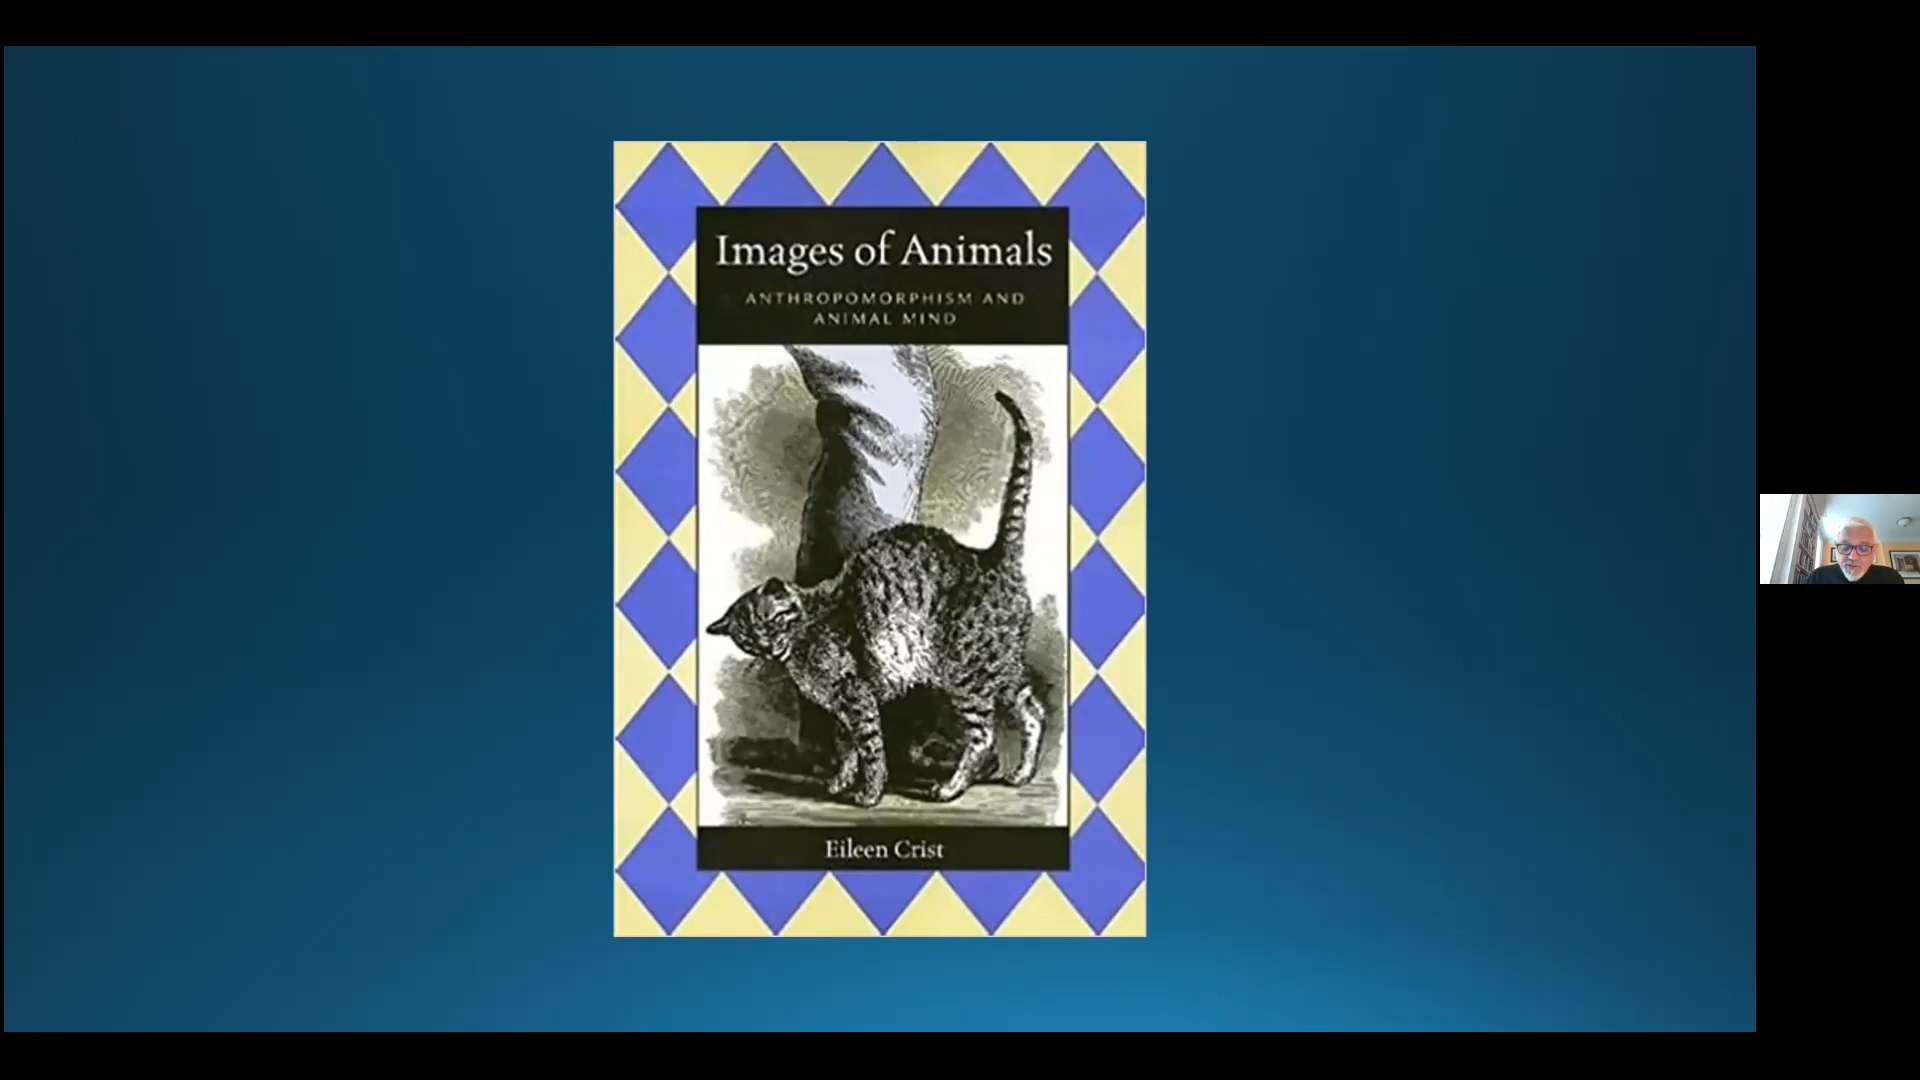 Images of Animals
ANTHROPOMORPHISM AND
ANIMAL MIND
Eileen Crist